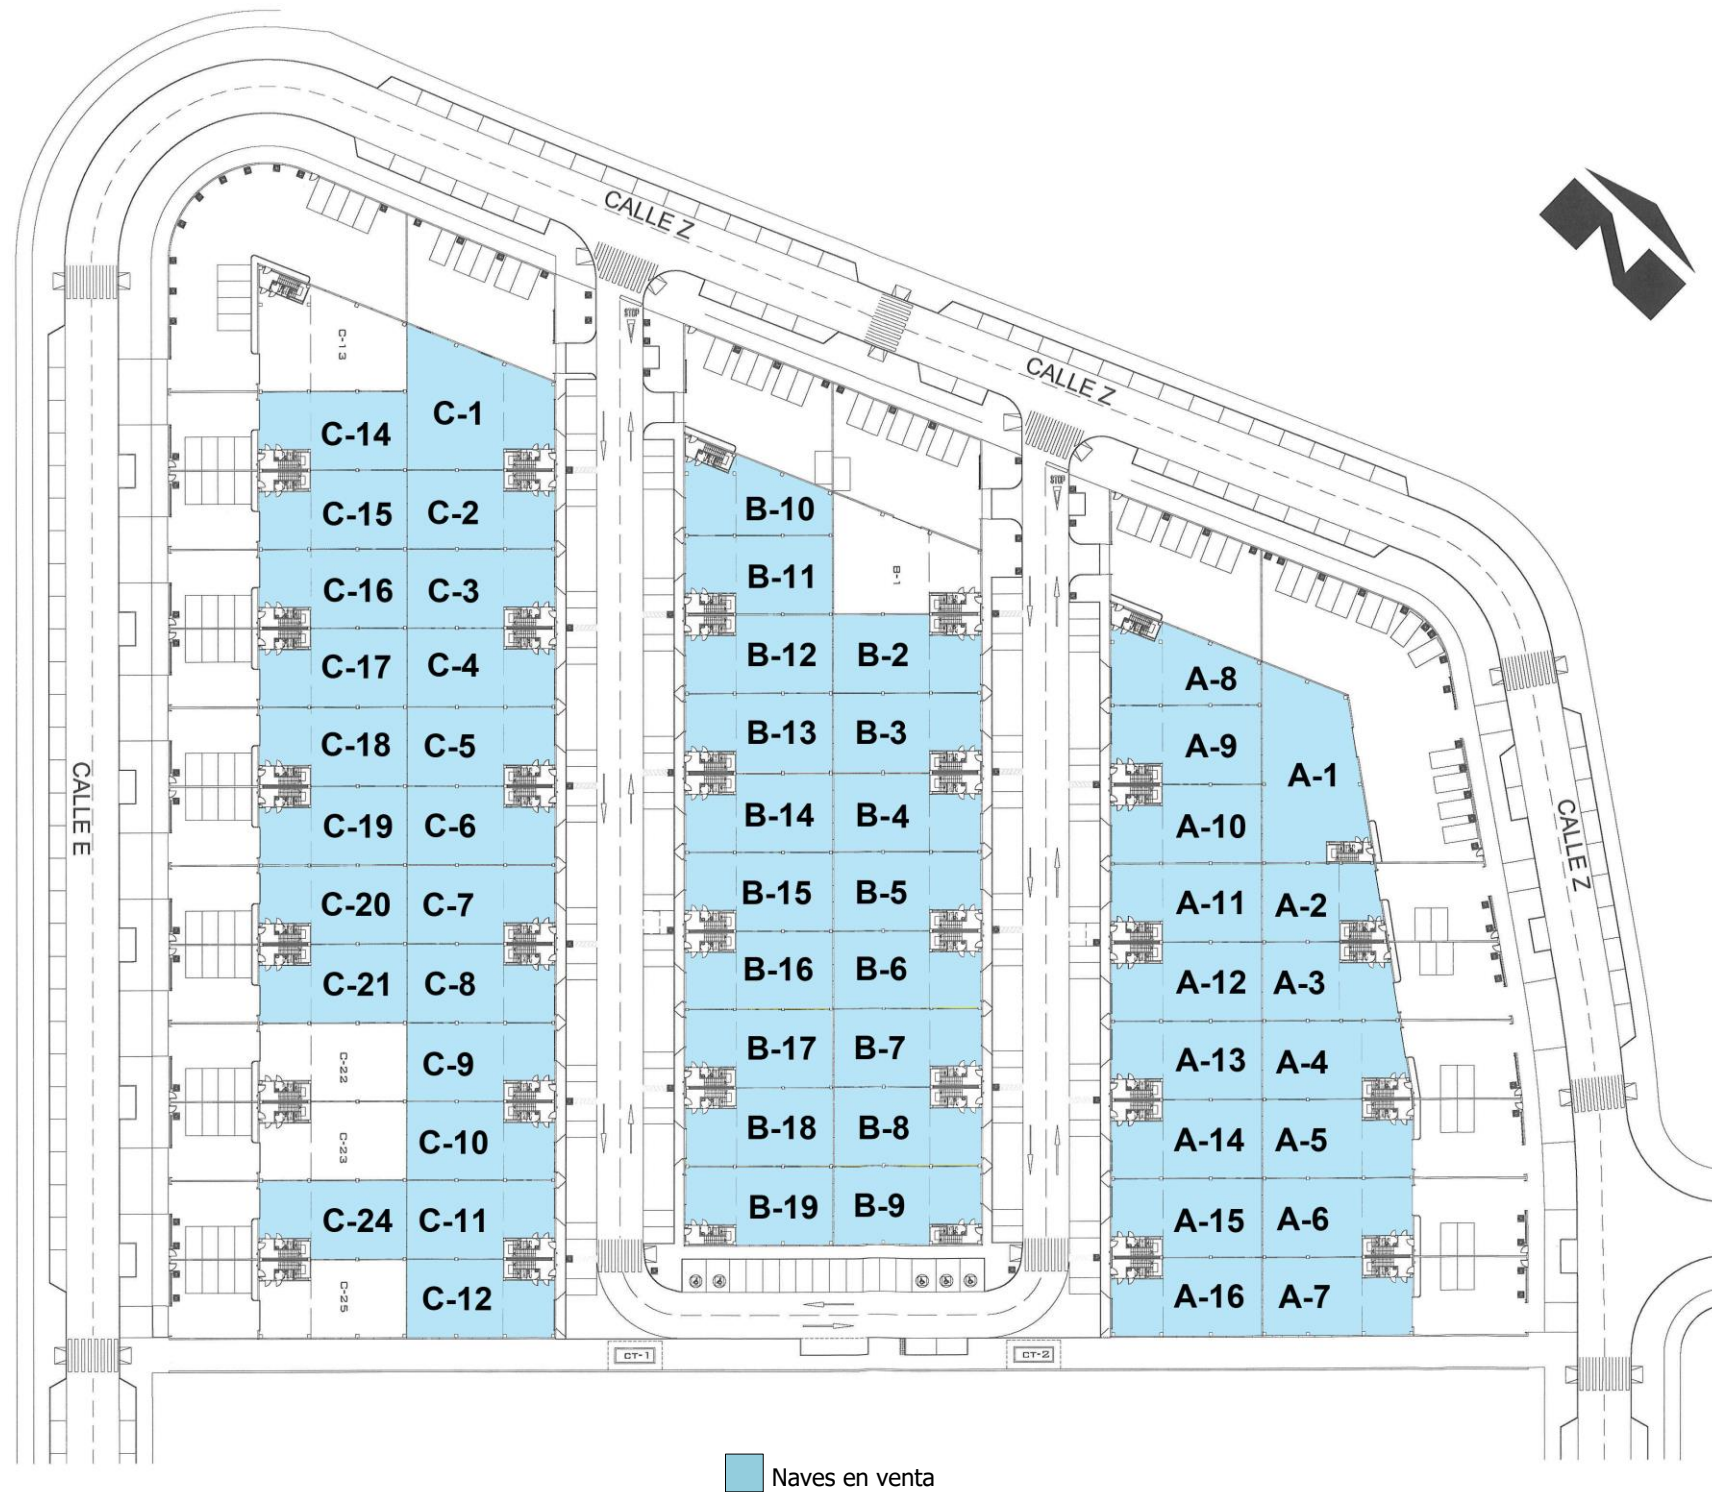 CALLE Z
CALLE Z
CALLE Z
CALLE E
STOP
STOP
C-13
C-1
C-14
C-15
C-2
C-16
C-3
C-17
C-4
C-18
C-5
C-19
C-6
C-20
C-7
C-21
C-8
C-22
C-9
C-23
C-10
C-24
C-11
C-25
C-12
B-10
B-11
B-1
B-12
B-2
B-13
B-3
B-14
B-4
B-15
B-5
B-16
B-6
B-17
B-7
B-18
B-8
B-19
B-9
A-8
A-9
A-1
A-10
A-11
A-2
A-12
A-3
A-13
A-4
A-14
A-5
A-15
A-6
A-16
A-7
CT-1
CT-2
Naves en venta